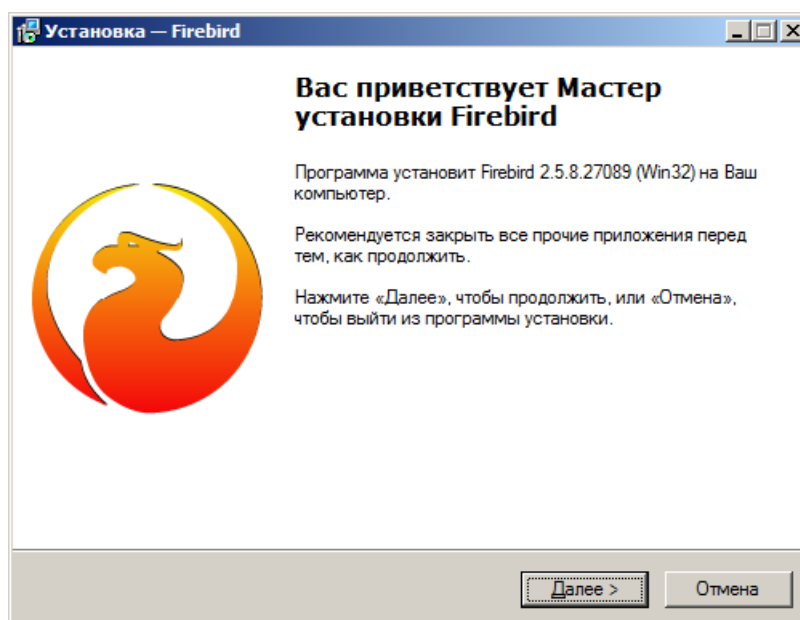 Установка — Firebird
Вас приветствует Мастер
установки Firebird
Программа установит Firebird 2.5.8.27089 (Win32) на Ваш
компьютер.
Рекомендуется закрыть все прочие приложения перед
тем, как продолжить.
Нажмите «Далее», чтобы продолжить, или «Отмена»,
чтобы выйти из программы установки.
Далее >
Отмена